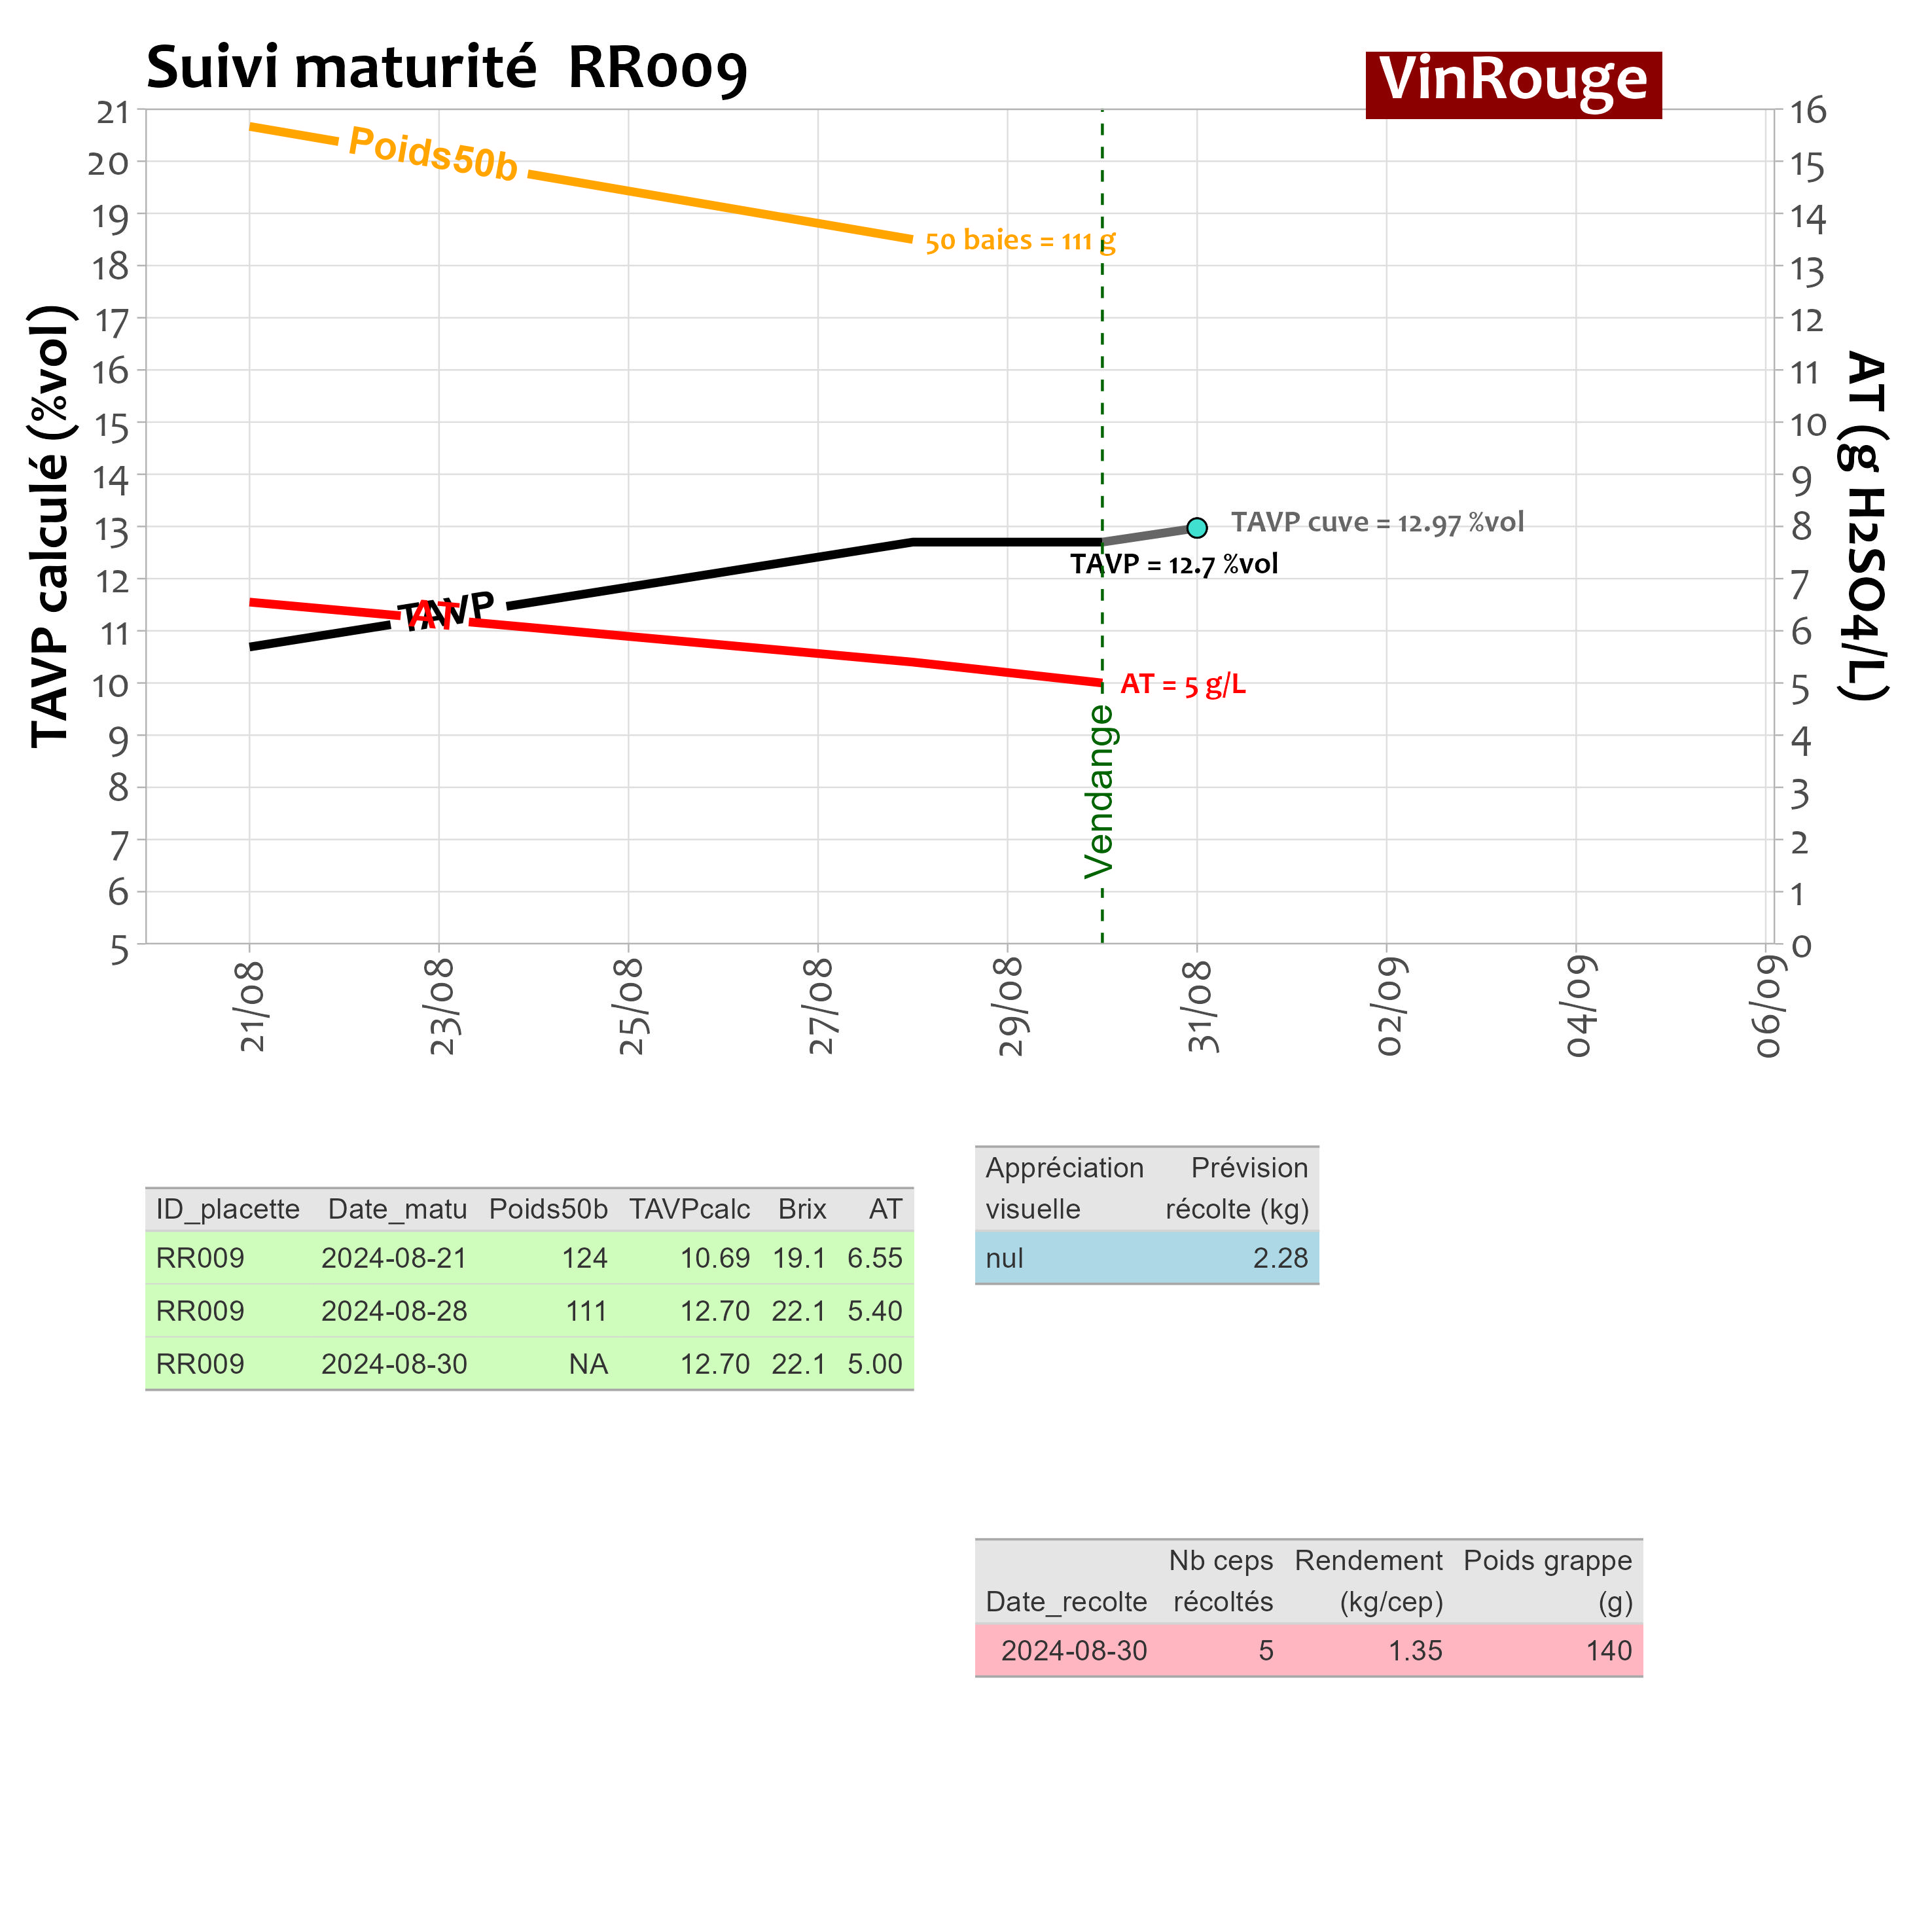 Suivi maturité RR009
VinRouge
TAVP calculé (%vol)
21
20
19
18
17
16
15
14
13
12
11
10
9
8
7
6
5
Poids50b
50 baies = 111 g
TAVP cuve = 12.97 %vol
TAVP = 12.7 %vol
TAVP
AT
AT = 5 g/L
Vendange
16
15
14
13
12
11
10
9
8
7
6
5
4
3
2
1
0
AT (g H2SO4/L)
21/08
23/08
25/08
27/08
29/08
31/08
02/09
04/09
06/09
ID_placette Date_matu Poids50b TAVPcalc Brix AT
RR009 2024-08-21 124 10.69 19.1 6.55
RR009 2024-08-28 111 12.70 22.1 5.40
RR009 2024-08-30 NA 12.70 22.1 5.00
Appréciation Prévision
visuelle récolte (kg)
nul 2.28
Nb ceps Rendement Poids grappe
Date_recolte récoltés (kg/cep) (g)
2024-08-30 5 1.35 140